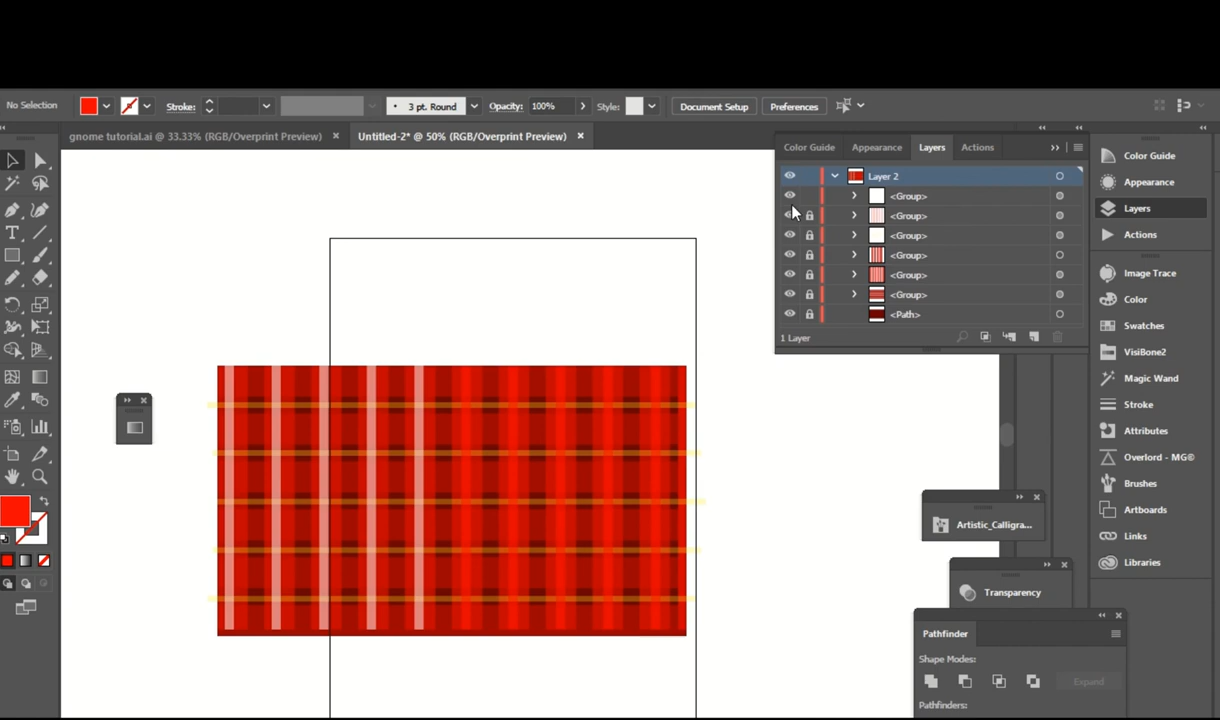 No Selection
Stroke:
3 pt. Round
Opacity:
100%
Style:
Document Setup
Preferences
gnome tutorial.ai @ 33.33% (RGB/Overprint Preview)
Untitled-2* @ 50% (RGB/Overprint Preview)
Color Guide
Appearance
Layers
Actions
Layer 2
<Group>
<Group>
<Group>
<Group>
<Group>
<Group>
<Path>
1 Layer
Color Guide
Appearance
Layers
Actions
Image Trace
Color
Swatches
VisiBone2
Magic Wand
Stroke
Attributes
Overlord - MG©
Brushes
Artboards
Links
Libraries
Artistic_Calligra...
Transparency
Pathfinder
Shape Modes:
Expand
Pathfinders: